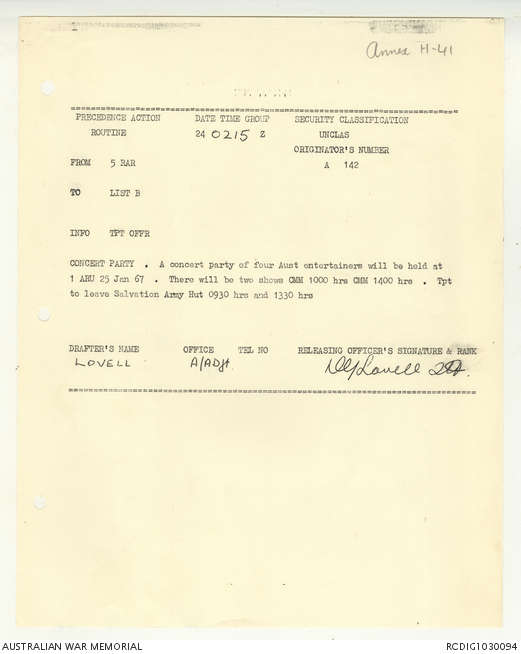 Annex H-41
PRECEDENCE ACTION DATE TIME GROUP SECURITY CLASSIFICATION
ROUTINE 24 0215 Z UNCLAS
ORIGINATOR'S NUMBER
FROM 5 RAR A 142
TO LIST B
INFO TPT OFFR
CONCERT PARTY . A concert party of four Aust entertainers will be held at
1 ARU 25 Jan 67 . There will be two shows CMM 1000 hrs CMM 1400 hrs . Tpt
to leave Salvation Army Hut 0930 hrs and 1330 hrs
DRAFTER'S NAME OFFICE TEL NO RELEASING OFFICER'S SIGNATURE & RANK
LOVELL A/ADJT Lovell
AUSTRALIAN WAR MEMORIAL RCDIG1030094